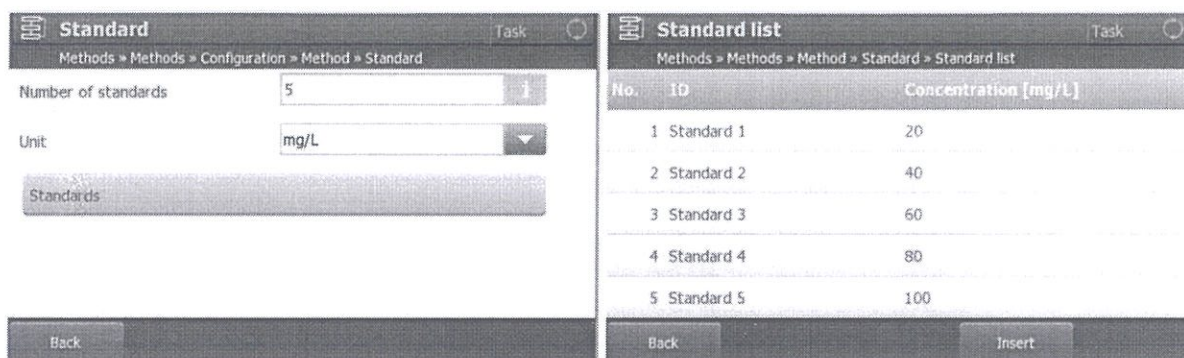 Standard
Task
Methods » Methods » Configuration » Method » Standard
Number of standards
5
i
Unit
mg/L
Standards
Back
Standard list
Task
Methods » Methods » Method » Standard » Standard list
No. ID Concentration [mg/L]
1 Standard 1 20
2 Standard 2 40
3 Standard 3 60
4 Standard 4 80
5 Standard 5 100
Back
Insert